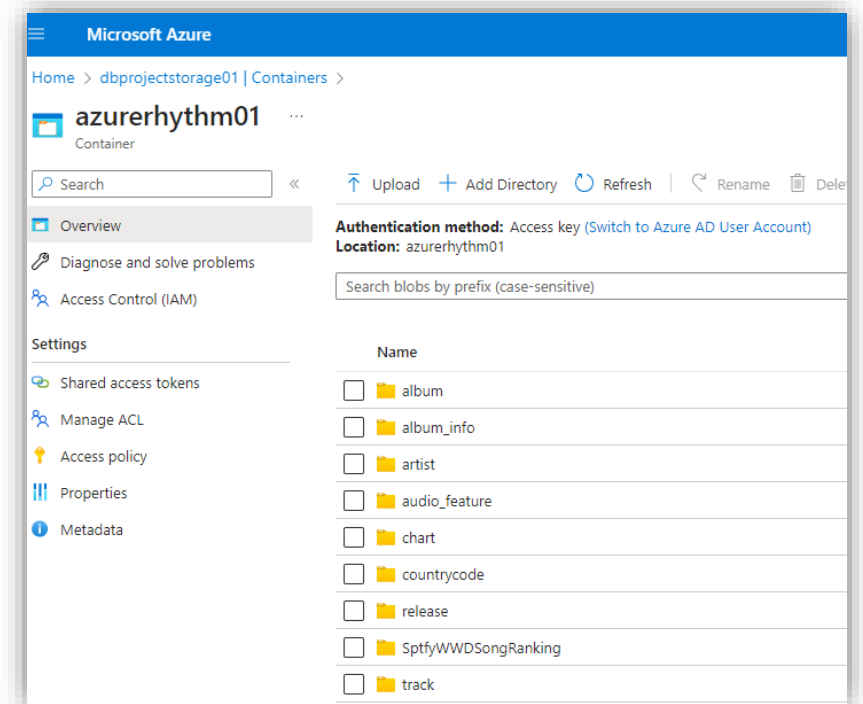 Microsoft Azure
Home > dbprojectstorage01 | Containers >
azurerhythm01 ...
Container
Search «
Upload Add Directory Refresh Rename
Overview
Authentication method: Access key (Switch to Azure AD User Account)
Location: azurerhythm01
Diagnose and solve problems
Search blobs by prefix (case-sensitive)
Access Control (IAM)
Settings
Name
Shared access tokens
album
Manage ACL
album_info
Access policy
artist
Properties
audio_feature
Metadata
chart
countrycode
release
SptfyWWDSongRanking
track